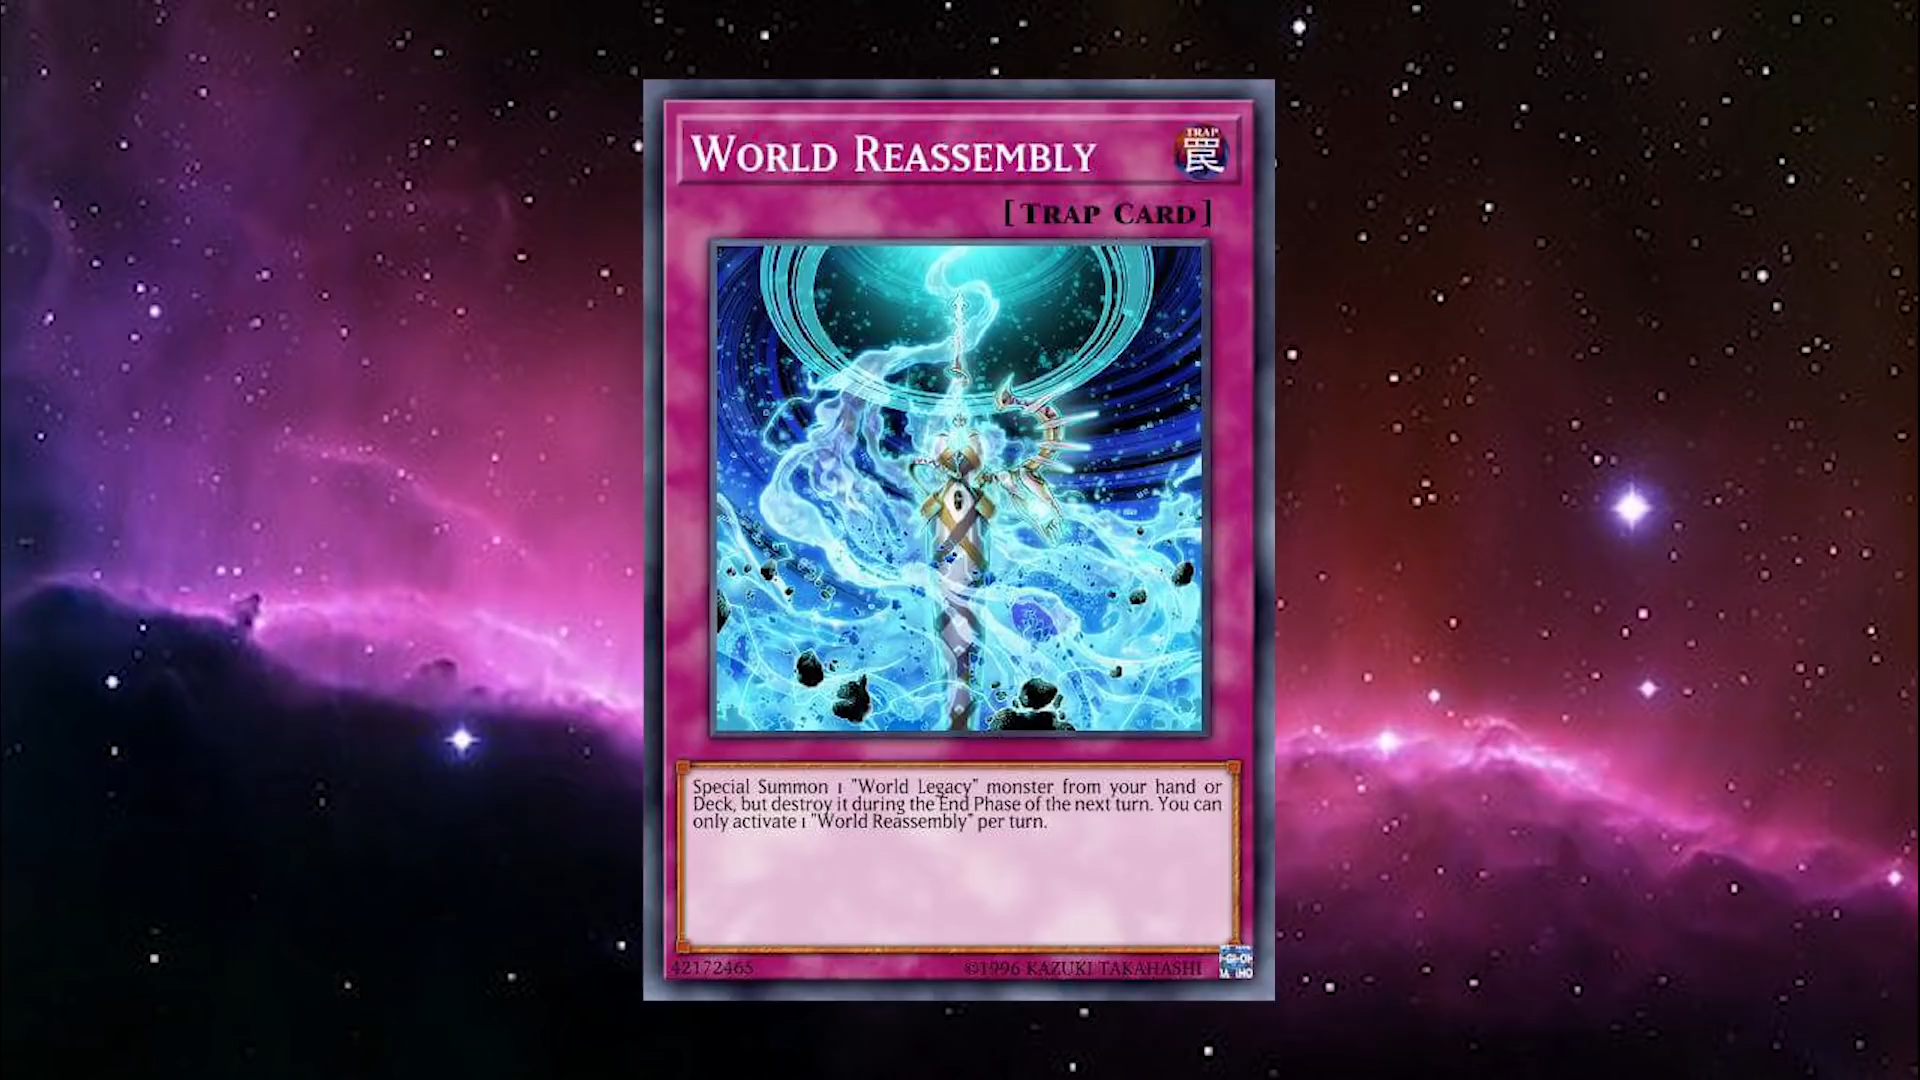 World Reassembly
TRAP
罠
[Trap Card]
Special Summon 1 "World Legacy" monster from your hand or
Deck, but destroy it during the End Phase of the next turn. You can
only activate 1 "World Reassembly" per turn.
42172465
©1996 KAZUKI TAKAHASHI